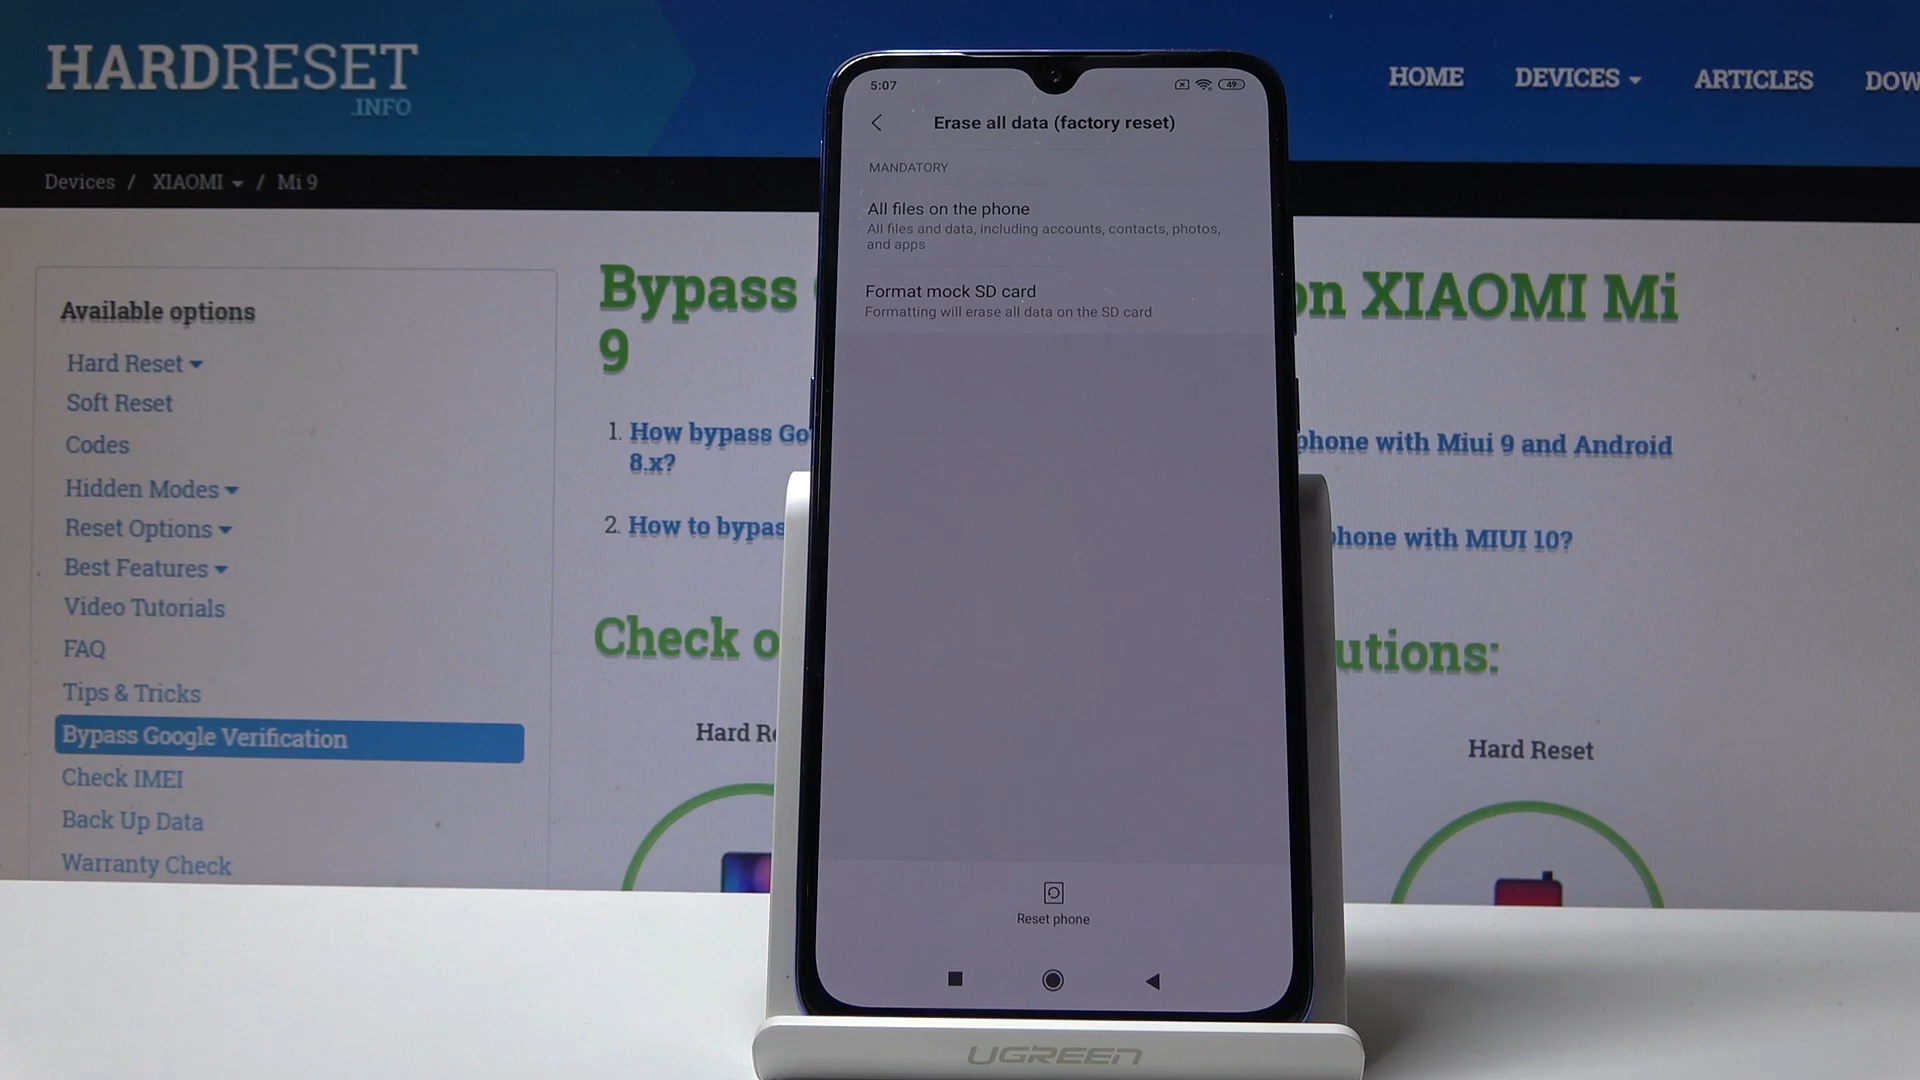 HARDRESET
.INFO
HOME
DEVICES
ARTICLES
DOW
Devices / XIAOMI / Mi 9
Available options
Hard Reset
Soft Reset
Codes
Hidden Modes
Reset Options
Best Features
Video Tutorials
FAQ
Tips & Tricks
Bypass Google Verification
Check IMEI
Back Up Data
Warranty Check
Bypass
on XIAOMI Mi
9
1. How bypass Go
phone with Miui 9 and Android
8.x?
2. How to bypas
phone with MIUI 10?
Check o
utions:
Hard Re
Hard Reset
5:07
49
Erase all data (factory reset)
MANDATORY
All files on the phone
All files and data, including accounts, contacts, photos,
and apps
Format mock SD card
Formatting will erase all data on the SD card
Reset phone
UGREEN